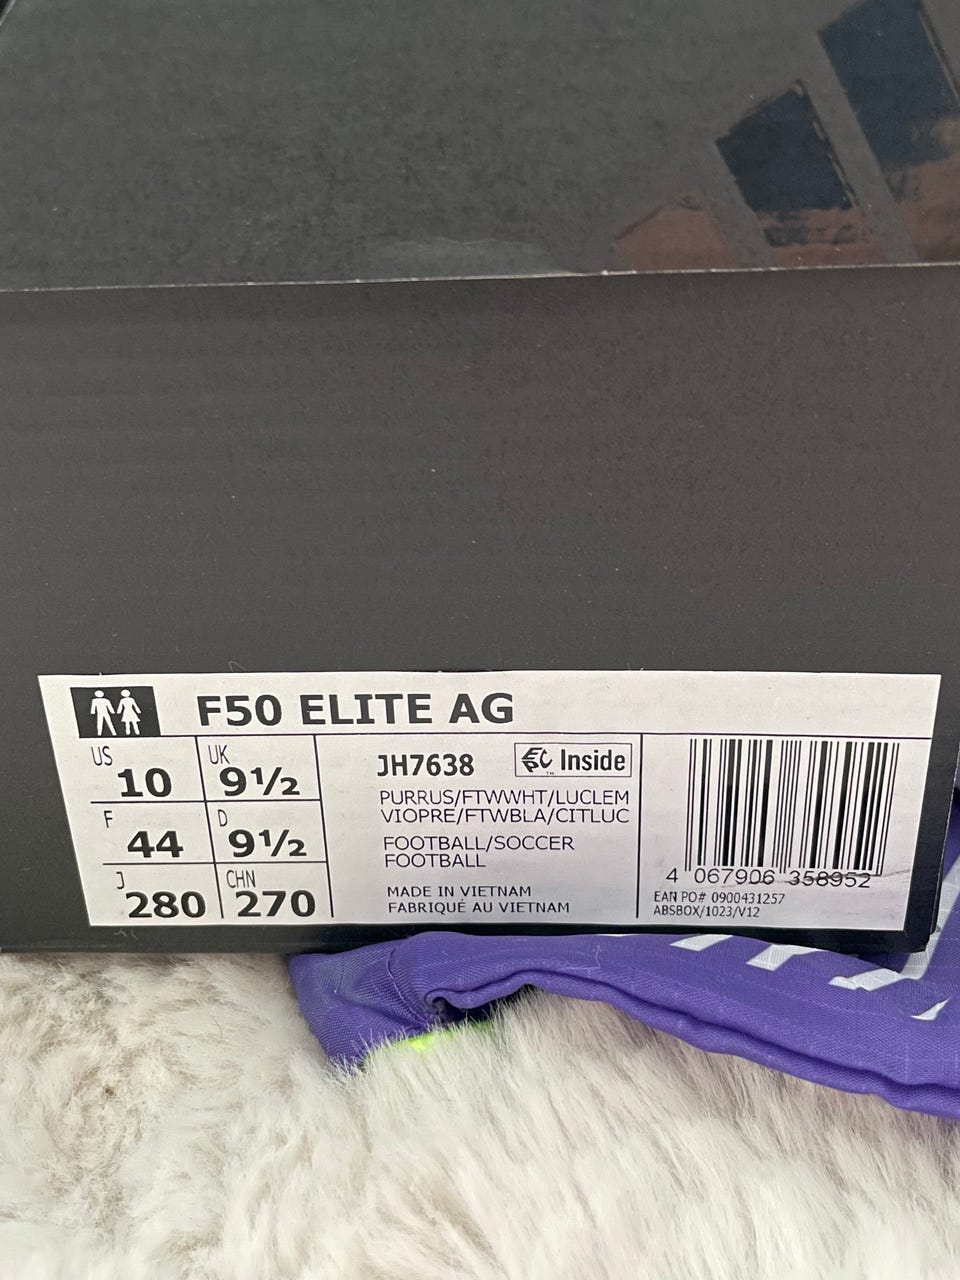 F50 ELITE AG
US 10
UK 9½
F 44
D 9½
J 280
CHN 270
JH7638
Inside
PURRUS/FTWWHT/LUCLEM
VIOPRE/FTWBLA/CITLUC
FOOTBALL/SOCCER
FOOTBALL
MADE IN VIETNAM
FABRIQUÉ AU VIETNAM
4 067906 358952
EAN PO# 0900431257
ABSBOX/1023/V12